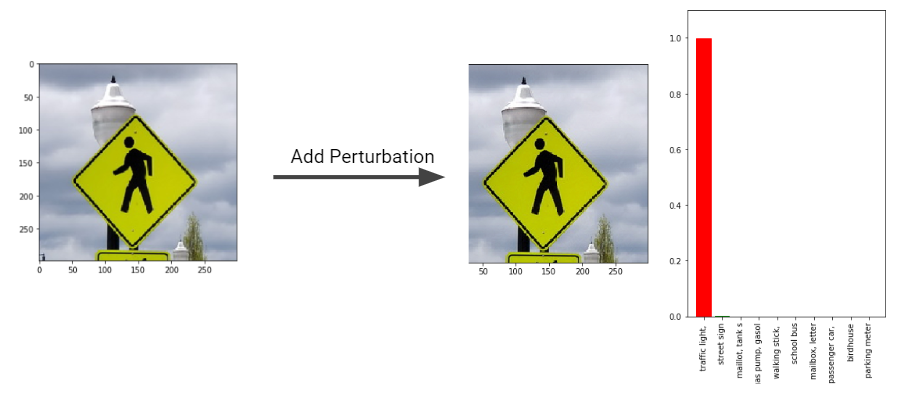 Add Perturbation
0
50
100
150
200
250
0 50 100 150 200 250
50 100 150 200 250
1.0
0.8
0.6
0.4
0.2
0.0
traffic light,
street sign
maillot, tank s
as pump, gasol
walking stick,
school bus
mailbox, letter
passenger car,
birdhouse
parking meter